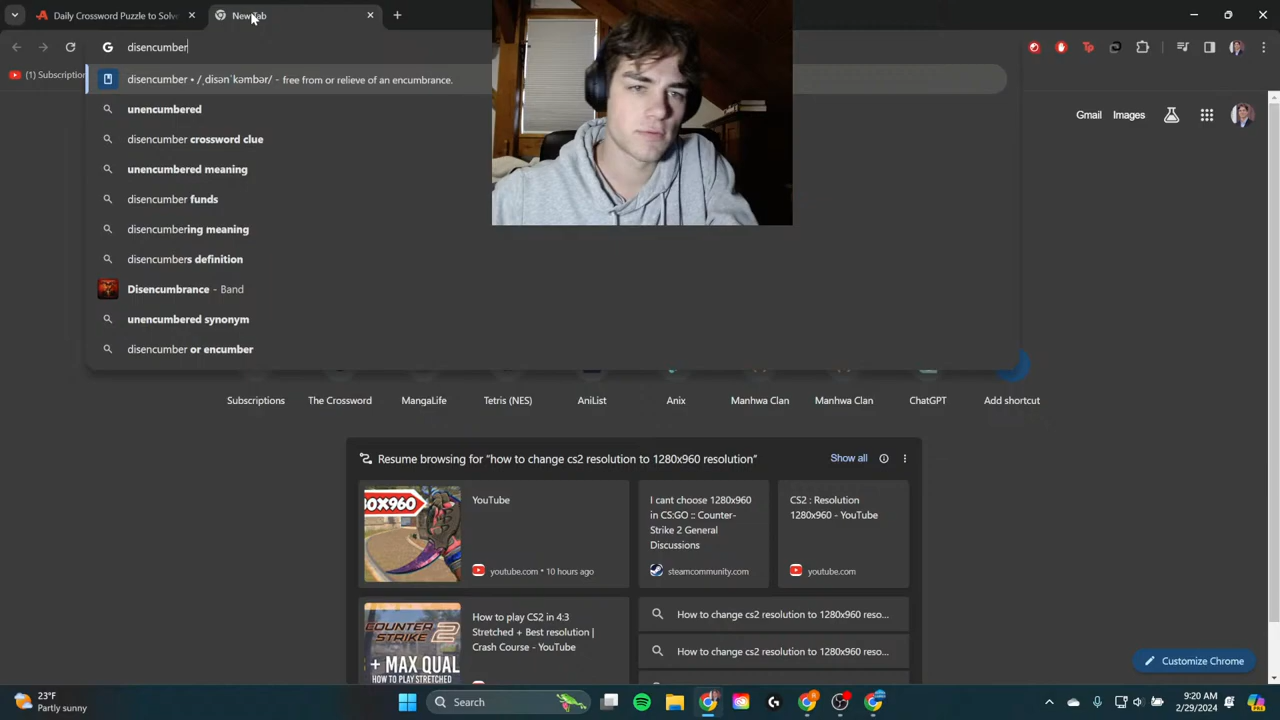 Daily Crossword Puzzle to Solv
New Tab
disencumber
(1) Subscription
disencumber • /ˌdisənˈkəmbər/ - free from or relieve of an encumbrance.
unencumbered
disencumber crossword clue
unencumbered meaning
disencumber funds
disencumbering meaning
disencumbers definition
Disencumbrance - Band
unencumbered synonym
disencumber or encumber
Gmail
Images
Subscriptions
The Crossword
MangaLife
Tetris (NES)
AniList
Anix
Manhwa Clan
Manhwa Clan
ChatGPT
Add shortcut
Resume browsing for “how to change cs2 resolution to 1280x960 resolution”
Show all
80X960
YouTube
youtube.com • 10 hours ago
I cant choose 1280x960
in CS:GO :: Counter-
Strike 2 General
Discussions
steamcommunity.com
CS2 : Resolution
1280x960 - YouTube
youtube.com
COUNTER
STRIKE 2
+ MAX QUAL
HOW TO PLAY STRETCHED
How to play CS2 in 4:3
Stretched + Best resolution |
Crash Course - YouTube
How to change cs2 resolution to 1280x960 reso...
How to change cs2 resolution to 1280x960 reso...
Customize Chrome
23°F
Partly sunny
Search
9:20 AM
2/29/2024